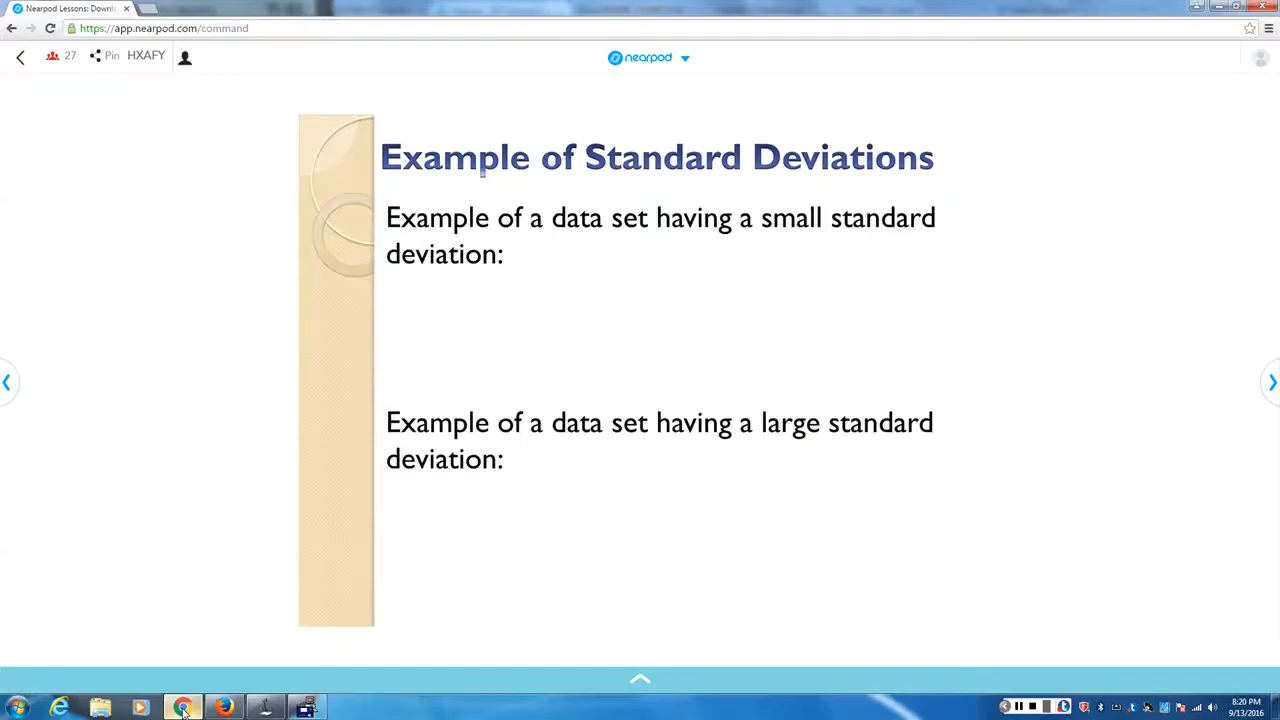 Nearpod Lessons: Downl
https://app.nearpod.com/command
27
Pin
HXAFY
nearpod
Example of Standard Deviations
Example of a data set having a small standard
deviation:
Example of a data set having a large standard
deviation:
8:20 PM
9/13/2016